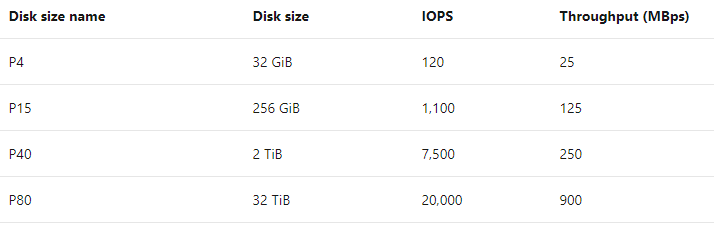 Disk size name Disk size IOPS Throughput (MBps)
P4 32 GiB 120 25
P15 256 GiB 1,100 125
P40 2 TiB 7,500 250
P80 32 TiB 20,000 900